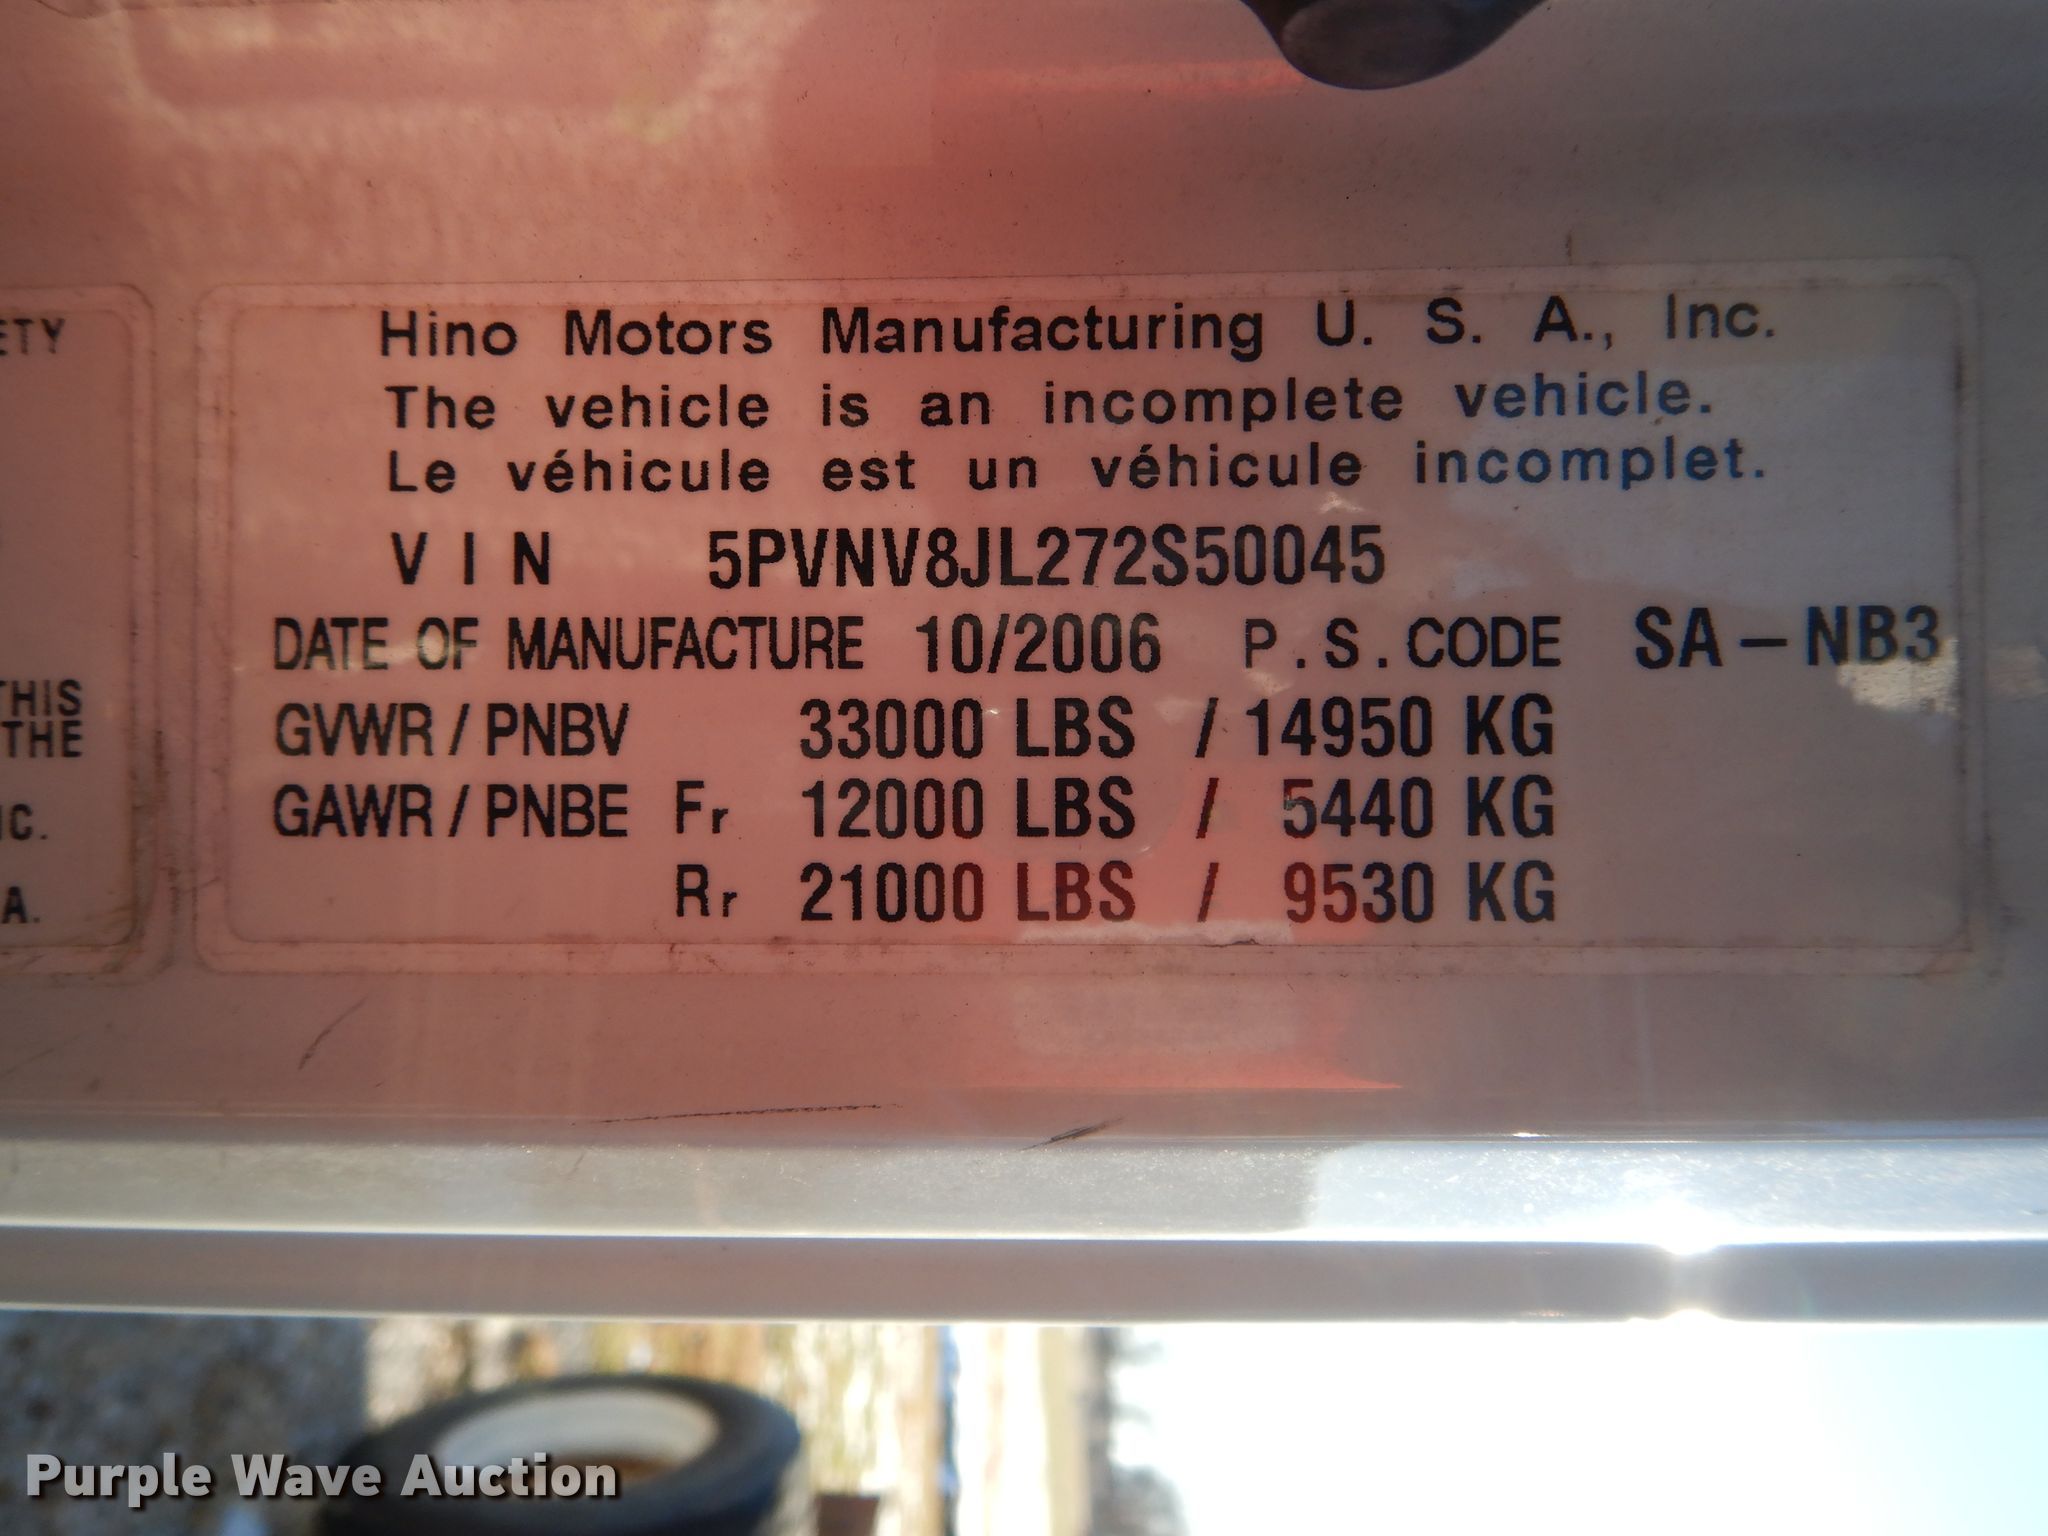 ETY
THIS
THE
IC.
A.
Hino Motors Manufacturing U. S. A., Inc.
The vehicle is an incomplete vehicle.
Le véhicule est un véhicule incomplet.
VIN 5PVNV8JL272S50045
DATE OF MANUFACTURE 10/2006 P.S.CODE SA-NB3
GVWR / PNBV 33000 LBS / 14950 KG
GAWR / PNBE Fr 12000 LBS / 5440 KG
Rr 21000 LBS / 9530 KG
Purple Wave Auction